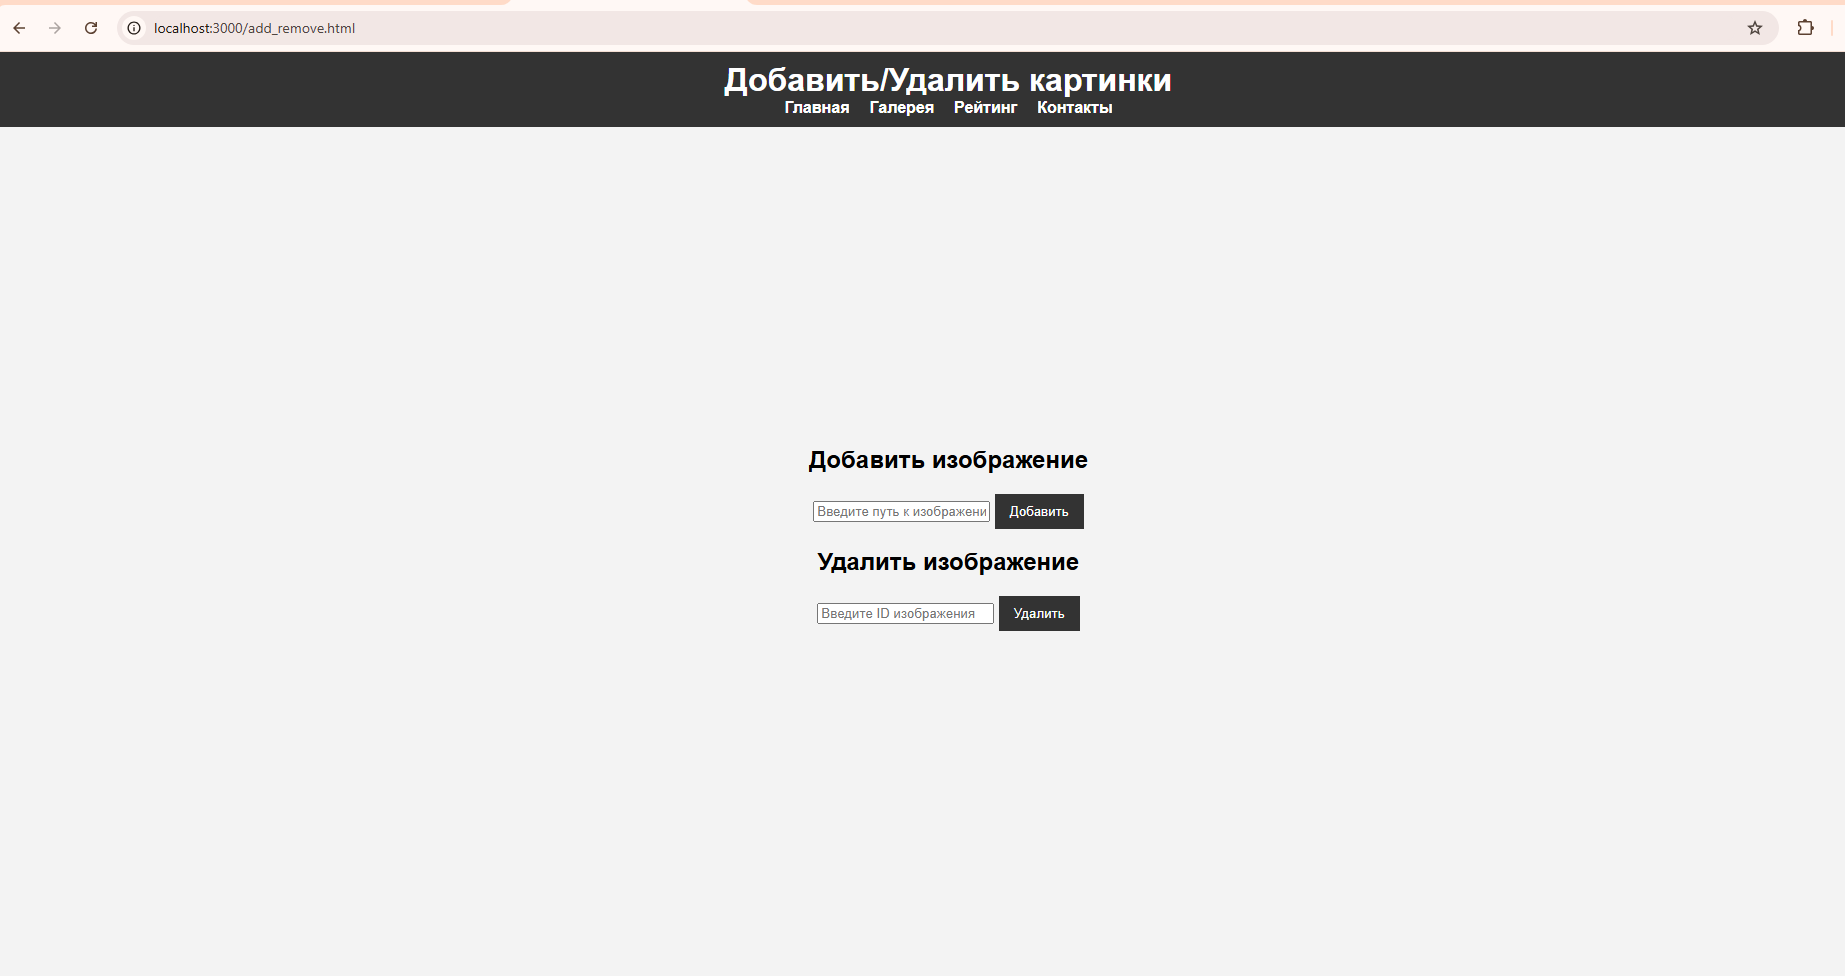 localhost:3000/add_remove.html
Добавить/Удалить картинки
Главная Галерея Рейтинг Контакты
Добавить изображение
Введите путь к изображени Добавить
Удалить изображение
Введите ID изображения Удалить